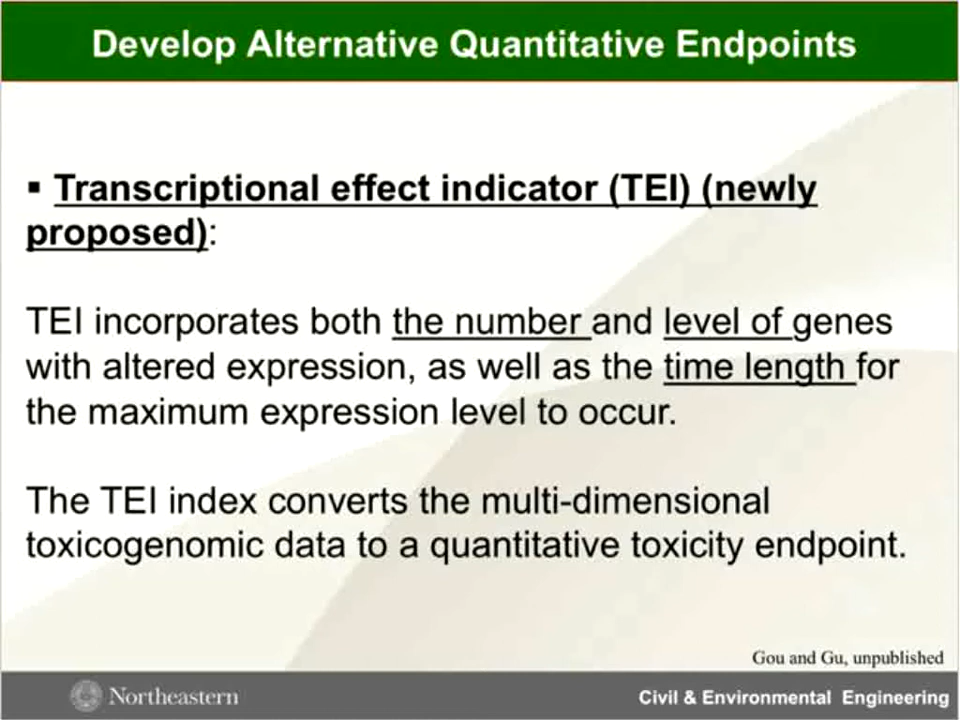 Develop Alternative Quantitative Endpoints
▪ Transcriptional effect indicator (TEI) (newly
proposed):
TEI incorporates both the number and level of genes
with altered expression, as well as the time length for
the maximum expression level to occur.
The TEI index converts the multi-dimensional
toxicogenomic data to a quantitative toxicity endpoint.
Gou and Gu, unpublished
Northeastern
Civil & Environmental Engineering